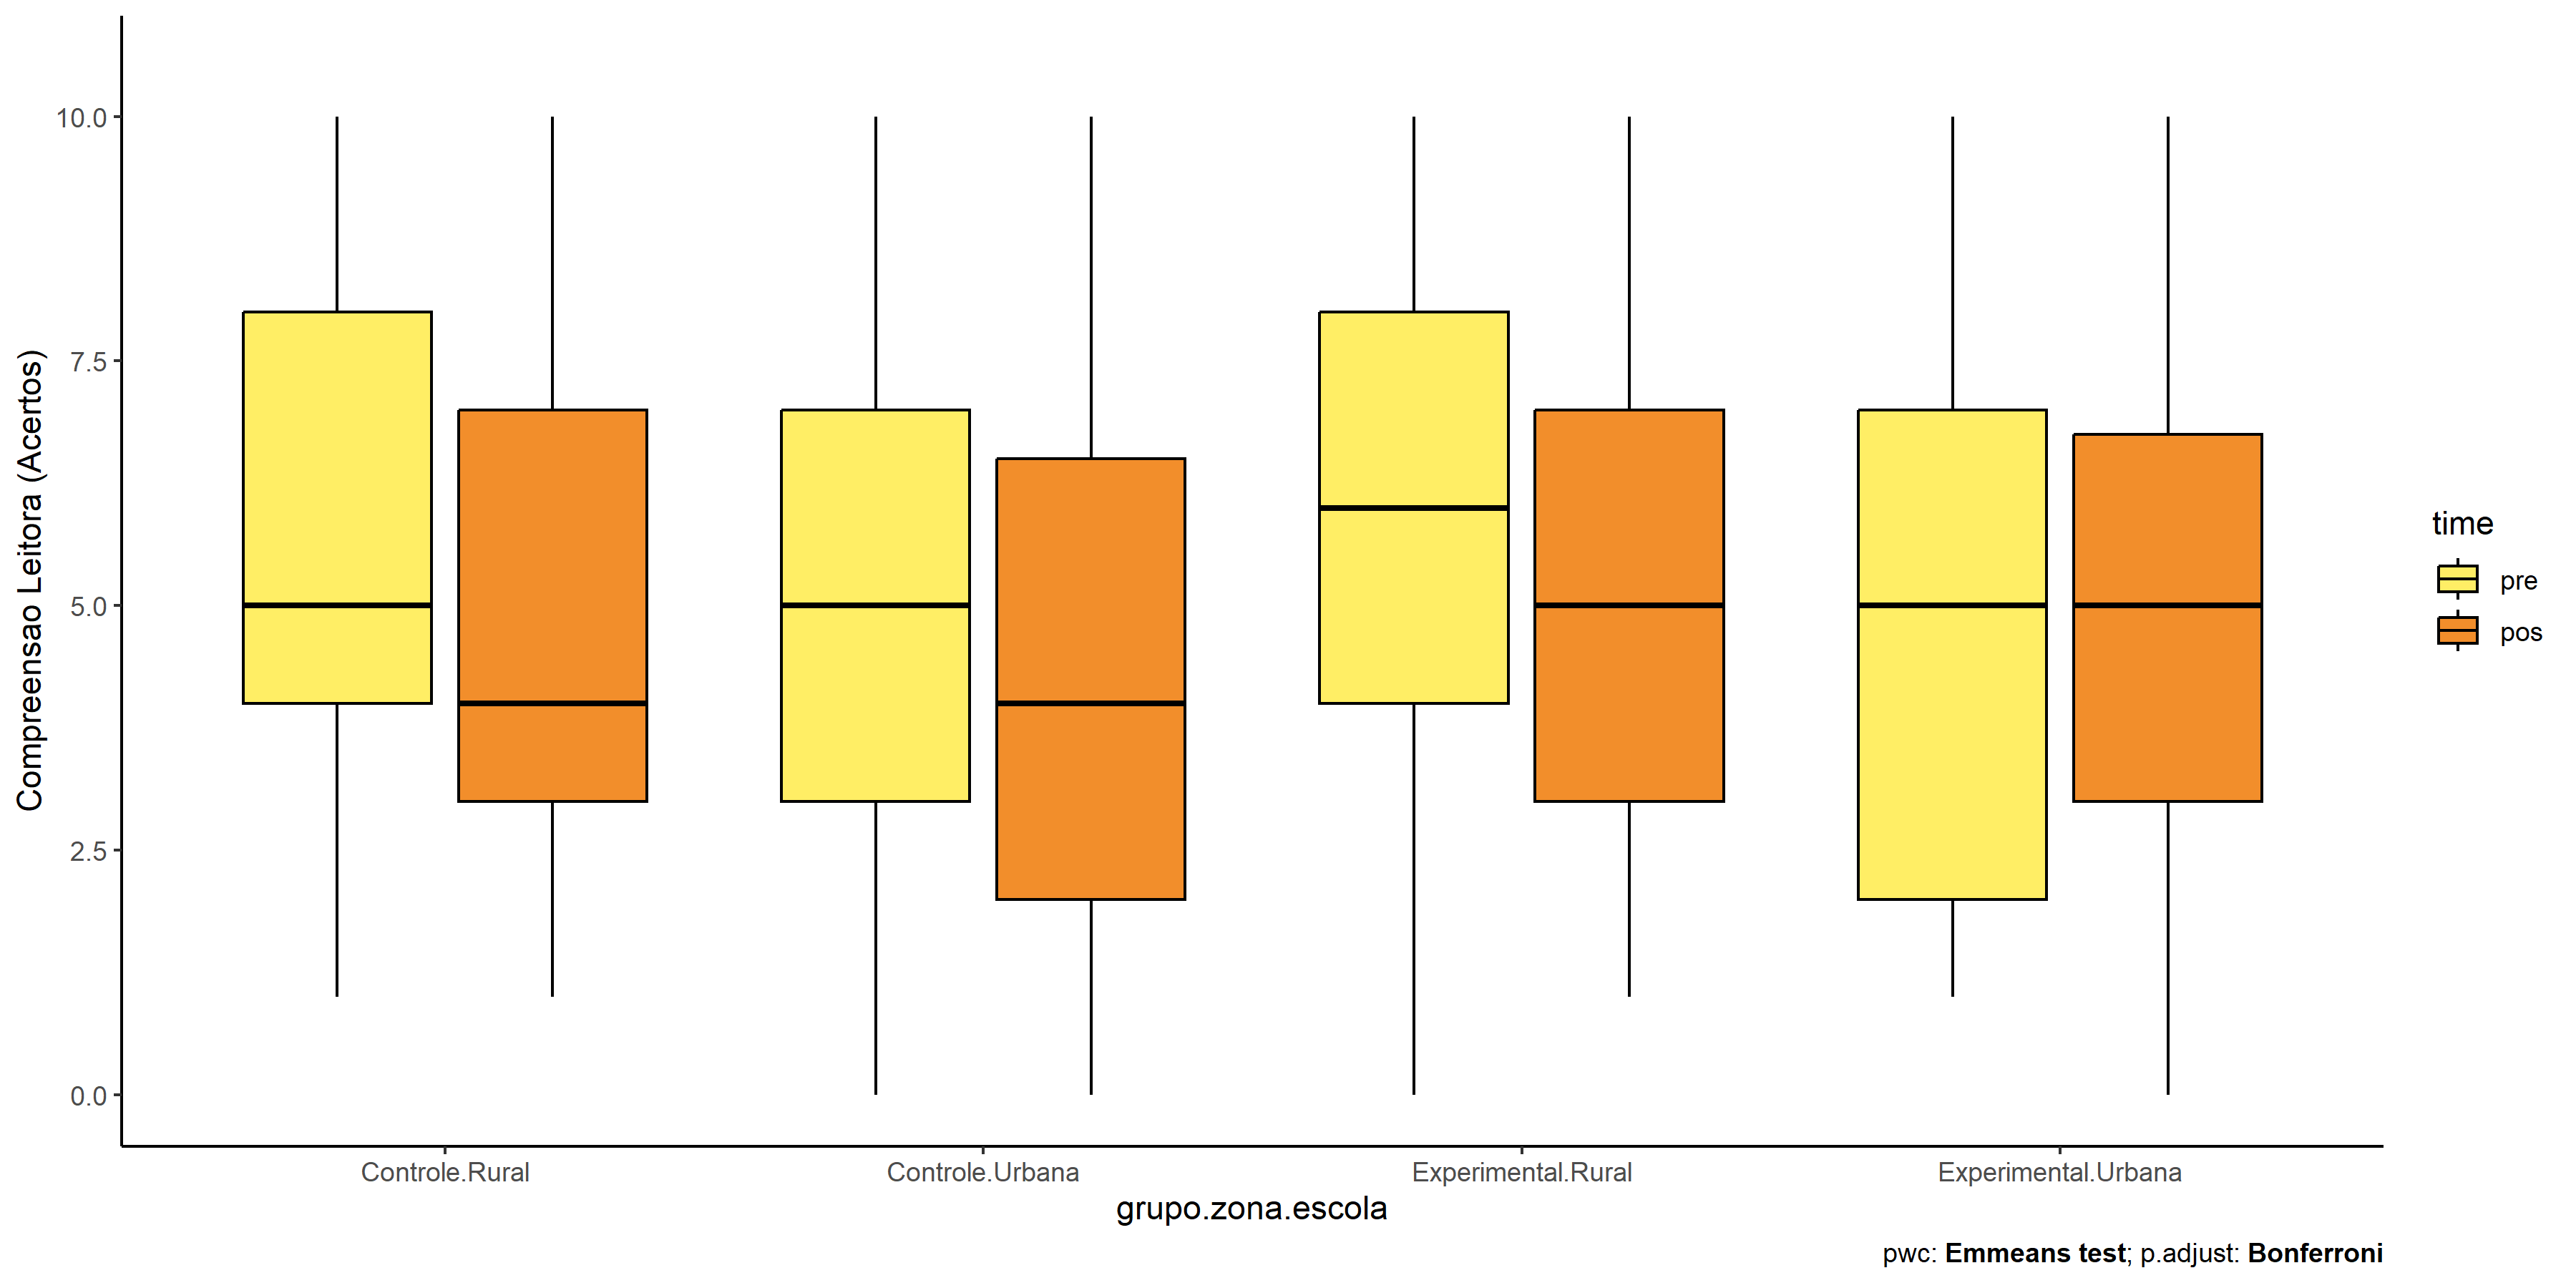 Compreensao Leitora (Acertos)
10.0
7.5
5.0
2.5
0.0
Controle.Rural
Controle.Urbana
Experimental.Rural
Experimental.Urbana
grupo.zona.escola
time
pre
pos
pwc: Emmeans test; p.adjust: Bonferroni